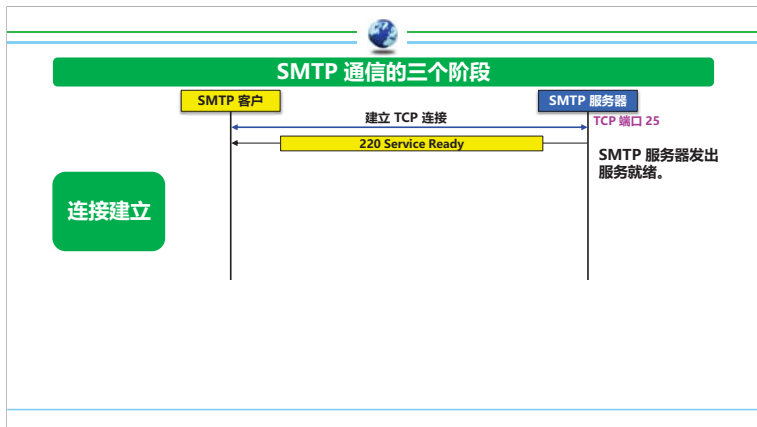 SMTP 通信的三个阶段
SMTP 客户
SMTP 服务器
建立 TCP 连接
TCP 端口 25
220 Service Ready
SMTP 服务器发出
服务就绪。
连接建立